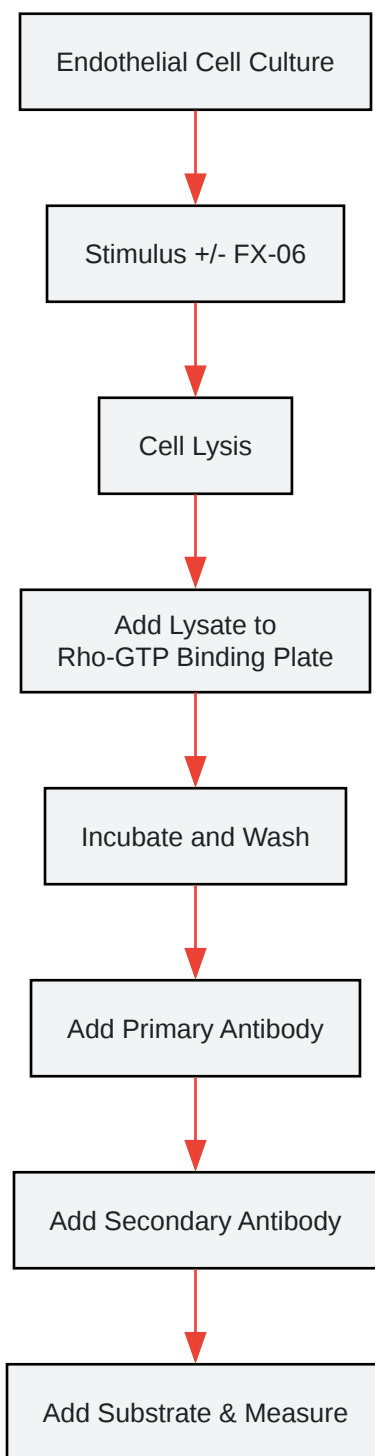 Endothelial Cell Culture
Stimulus +/- FX-06
Cell Lysis
Add Lysate to
Rho-GTP Binding Plate
Incubate and Wash
Add Primary Antibody
Add Secondary Antibody
Add Substrate & Measure